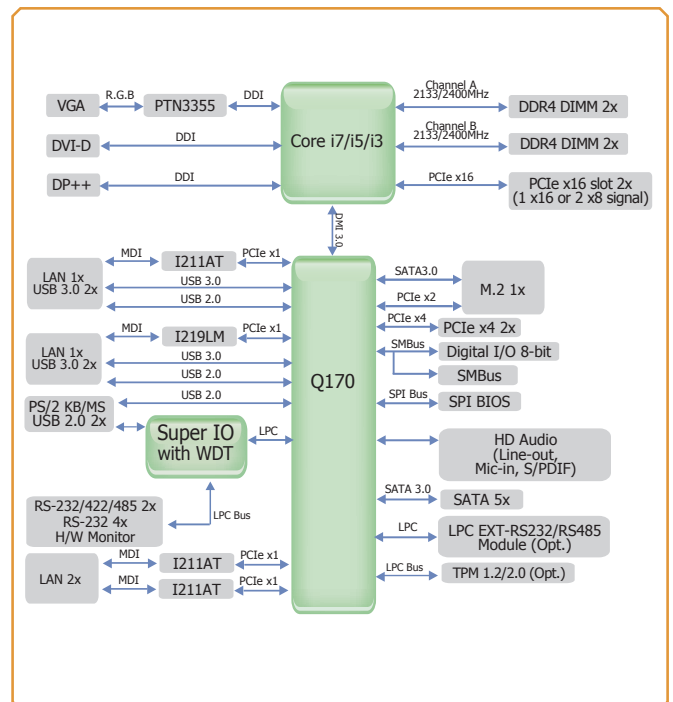 VGA
R.G.B
PTN3355
DDI
DVI-D
DDI
DP++
DDI
Core i7/i5/i3
Channel A
2133/2400MHz
DDR4 DIMM 2x
Channel B
2133/2400MHz
DDR4 DIMM 2x
PCIe x16
PCIe x16 slot 2x
(1 x16 or 2 x8 signal)
DMI 3.0
LAN 1x
USB 3.0 2x
MDI
I211AT
PCIe x1
USB 3.0
USB 2.0
LAN 1x
USB 3.0 2x
MDI
I219LM
PCIe x1
USB 3.0
USB 2.0
PS/2 KB/MS
USB 2.0 2x
USB 2.0
Super IO
with WDT
LPC
RS-232/422/485 2x
RS-232 4x
H/W Monitor
LPC Bus
LAN 2x
MDI
I211AT
PCIe x1
MDI
I211AT
PCIe x1
Q170
SATA3.0
PCIe x2
M.2 1x
PCIe x4
PCIe x4 2x
SMBus
Digital I/O 8-bit
SMBus
SPI Bus
SPI BIOS
HD Audio
(Line-out,
Mic-in, S/PDIF)
SATA 3.0
SATA 5x
LPC
LPC EXT-RS232/RS485
Module (Opt.)
LPC Bus
TPM 1.2/2.0 (Opt.)